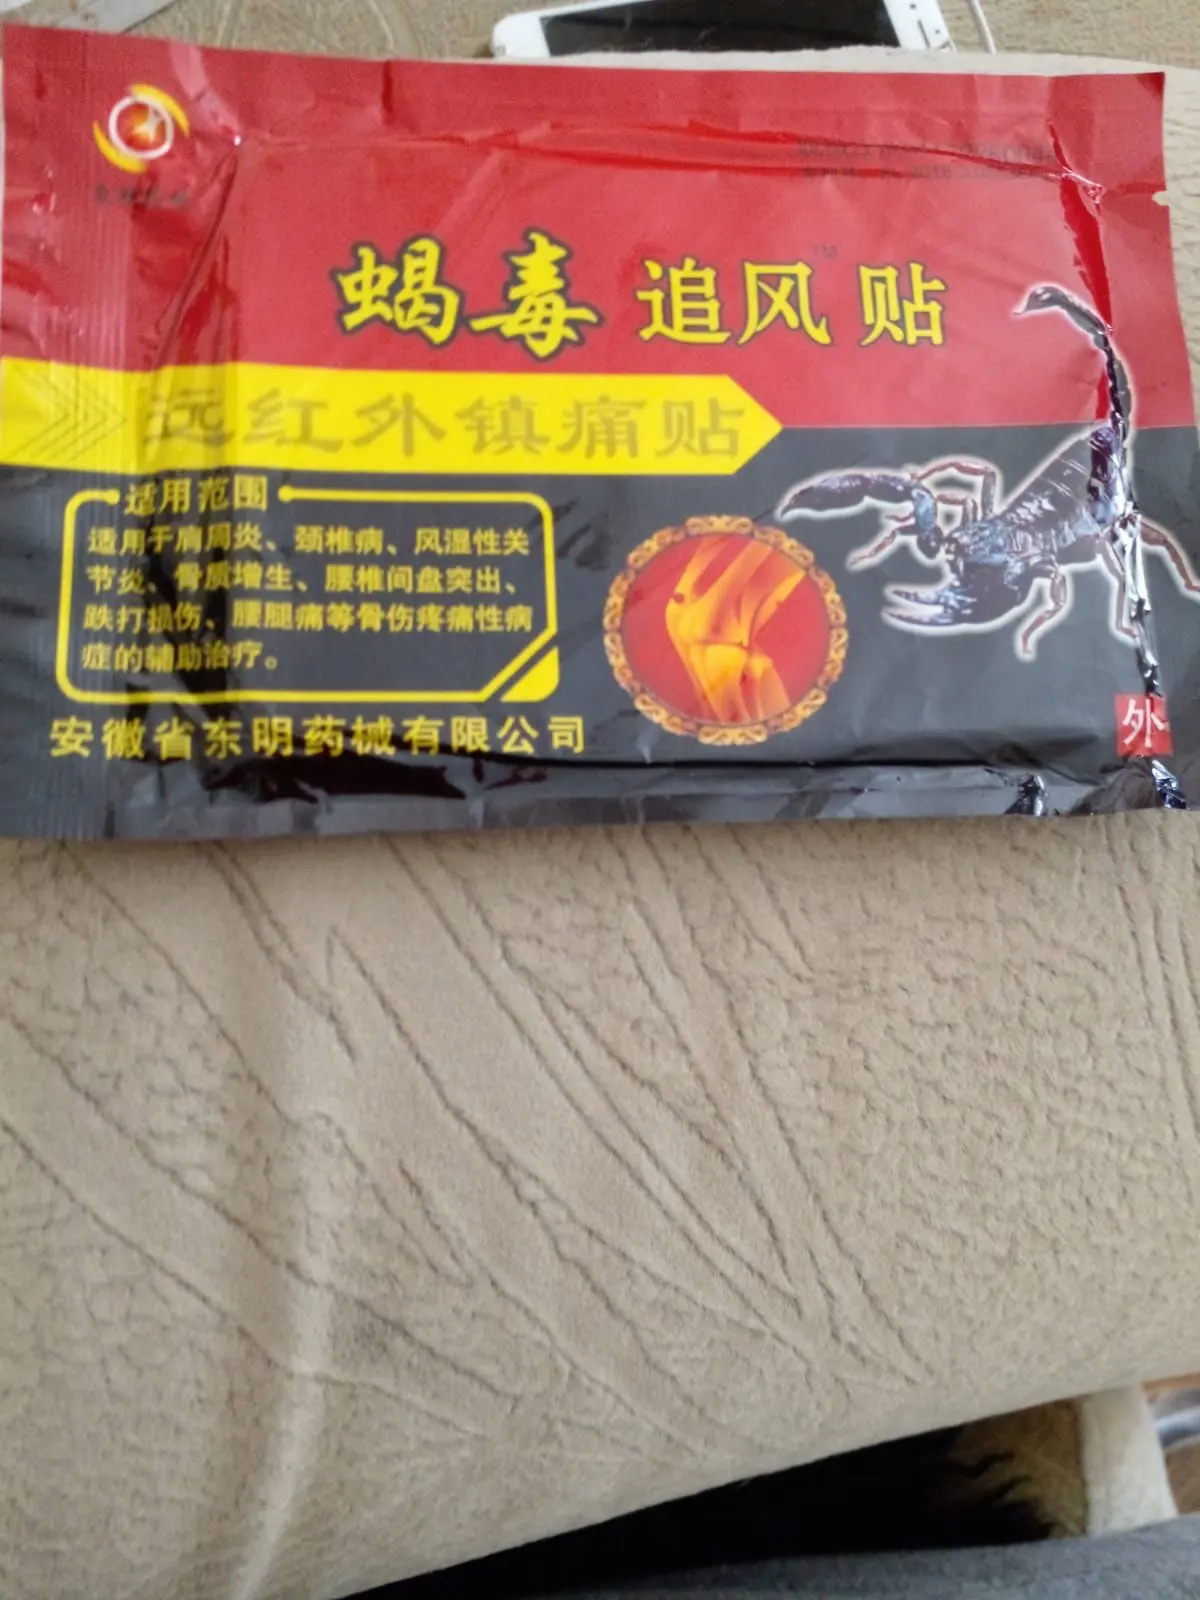 蝎毒 追风 贴
TM
远红外镇痛贴
适用范围
适用于肩周炎、颈椎病、风湿性关
节炎、骨质增生、腰椎间盘突出、
跌打损伤、腰腿痛等骨伤疼痛性病
症的辅助治疗。
安徽省东明药械有限公司
外